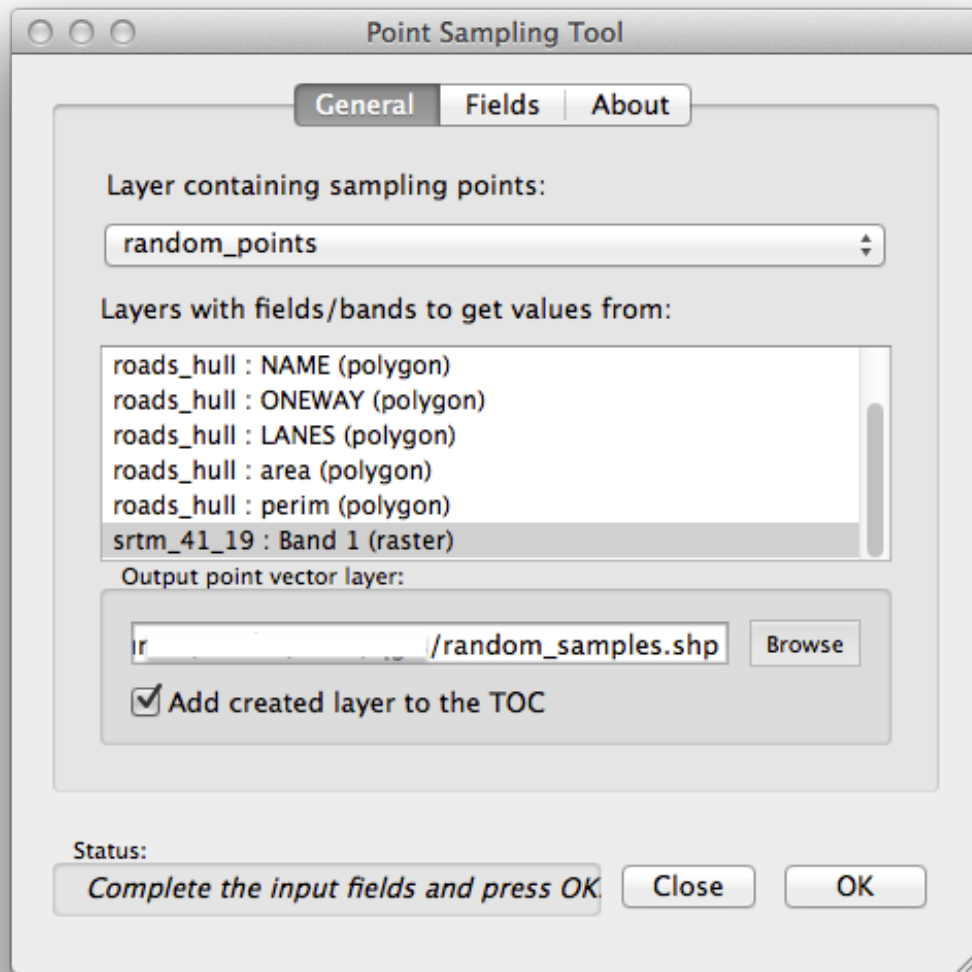 Point Sampling Tool
General Fields About
Layer containing sampling points:
random_points
Layers with fields/bands to get values from:
roads_hull : NAME (polygon)
roads_hull : ONEWAY (polygon)
roads_hull : LANES (polygon)
roads_hull : area (polygon)
roads_hull : perim (polygon)
srtm_41_19 : Band 1 (raster)
Output point vector layer:
/random_samples.shp Browse
Add created layer to the TOC
Status:
Complete the input fields and press OK. Close OK